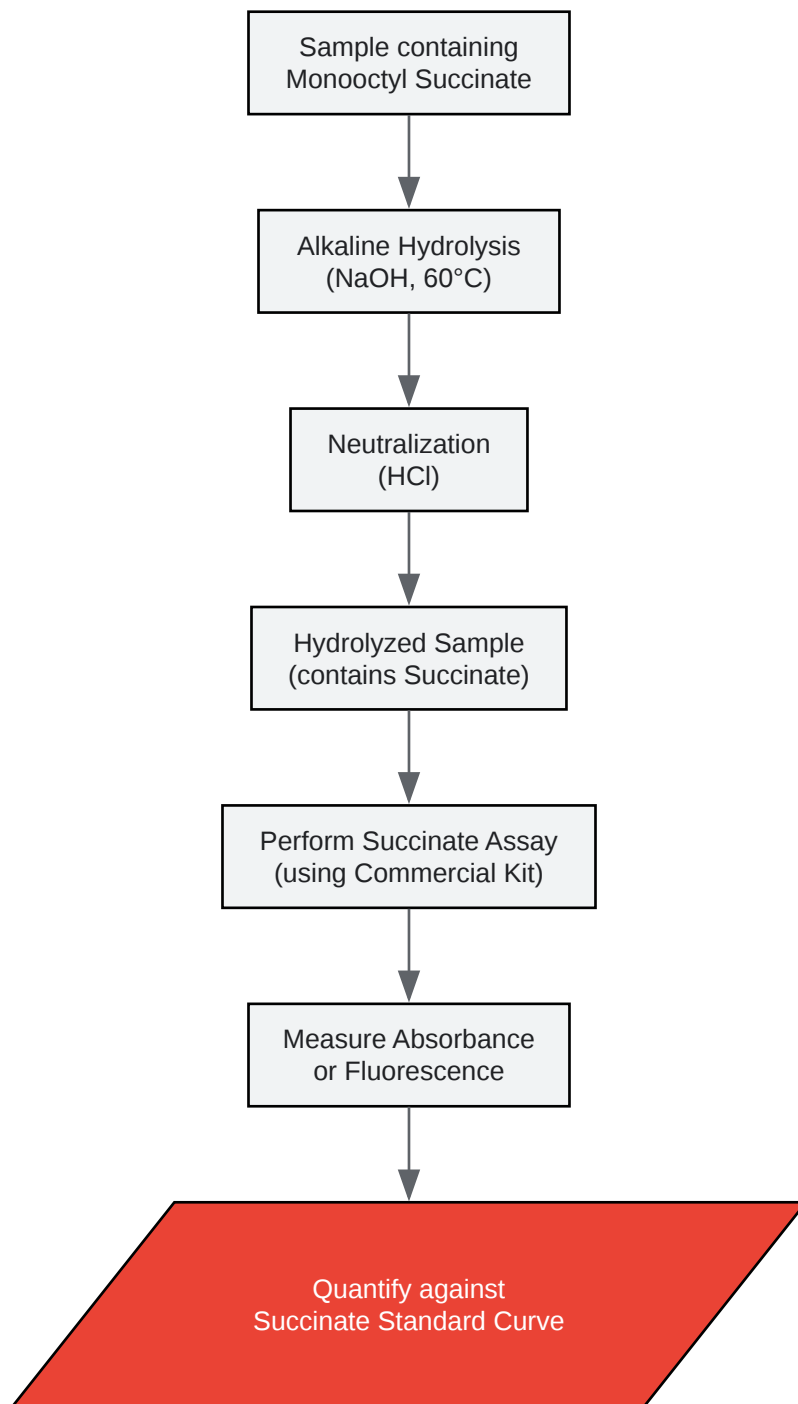 Sample containing
Monooctyl Succinate
Alkaline Hydrolysis
(NaOH, 60°C)
Neutralization
(HCl)
Hydrolyzed Sample
(contains Succinate)
Perform Succinate Assay
(using Commercial Kit)
Measure Absorbance
or Fluorescence
Quantify against
Succinate Standard Curve